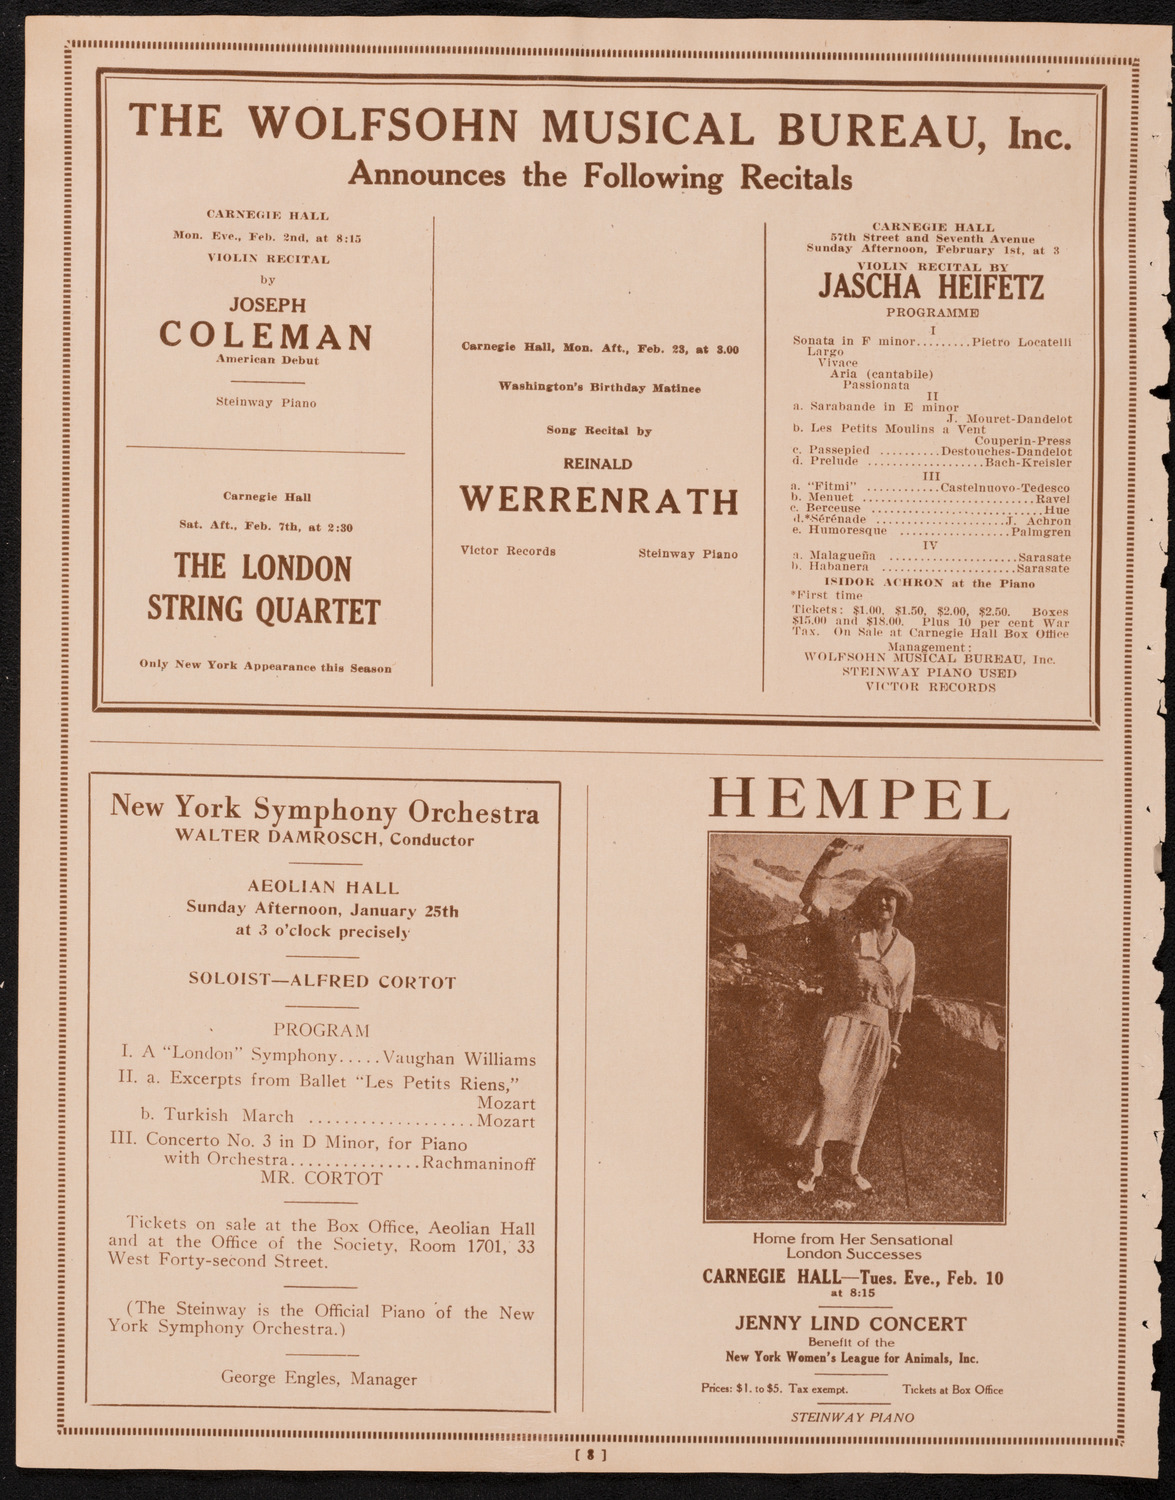 THE WOLFSOHN MUSICAL BUREAU, Inc.
Announces the Following Recitals
CARNEGIE HALL
Mon. Eve., Feb. 2nd, at 8:15
VIOLIN RECITAL
by
JOSEPH
COLEMAN
American Debut
Steinway Piano
Carnegie Hall
Sat. Aft., Feb. 7th, at 2:30
THE LONDON
STRING QUARTET
Only New York Appearance this Season
Carnegie Hall, Mon. Aft., Feb. 23, at 3.00
Washington's Birthday Matinee
Song Recital by
REINALD
WERRENRATH
Victor Records Steinway Piano
CARNEGIE HALL
57th Street and Seventh Avenue
Sunday Afternoon, February 1st, at 3
VIOLIN RECITAL BY
JASCHA HEIFETZ
PROGRAMME
I
Sonata in F minor.........Pietro Locatelli
Largo
Vivace
Aria (cantabile)
Passionata
II
a. Sarabande in E minor
J. Mouret-Dandelot
b. Les Petits Moulins a Vent
Couperin-Press
c. Passepied ..........Destouches-Dandelot
d. Prelude ...................Bach-Kreisler
III
a. "Fitmi" ............Castelnuovo-Tedesco
b. Menuet ............................Ravel
c. Berceuse ............................Hue
d.*Sérénade .....................J. Achron
e. Humoresque ..................Palmgren
IV
a. Malagueña .....................Sarasate
b. Habanera ......................Sarasate
ISIDOR ACHRON at the Piano
*First time
Tickets: $1.00, $1.50, $2.00, $2.50. Boxes
$15.00 and $18.00. Plus 10 per cent War
Tax. On Sale at Carnegie Hall Box Office
Management:
WOLFSOHN MUSICAL BUREAU, Inc.
STEINWAY PIANO USED
VICTOR RECORDS
New York Symphony Orchestra
WALTER DAMROSCH, Conductor
AEOLIAN HALL
Sunday Afternoon, January 25th
at 3 o'clock precisely
SOLOIST—ALFRED CORTOT
PROGRAM
I. A "London" Symphony.....Vaughan Williams
II. a. Excerpts from Ballet "Les Petits Riens,"
Mozart
b. Turkish March ...................Mozart
III. Concerto No. 3 in D Minor, for Piano
with Orchestra...............Rachmaninoff
MR. CORTOT
Tickets on sale at the Box Office, Aeolian Hall
and at the Office of the Society, Room 1701, 33
West Forty-second Street.
(The Steinway is the Official Piano of the New
York Symphony Orchestra.)
George Engles, Manager
HEMPEL
Home from Her Sensational
London Successes
CARNEGIE HALL—Tues. Eve., Feb. 10
at 8:15
JENNY LIND CONCERT
Benefit of the
New York Women's League for Animals, Inc.
Prices: $1. to $5. Tax exempt. Tickets at Box Office
STEINWAY PIANO
[ 8 ]